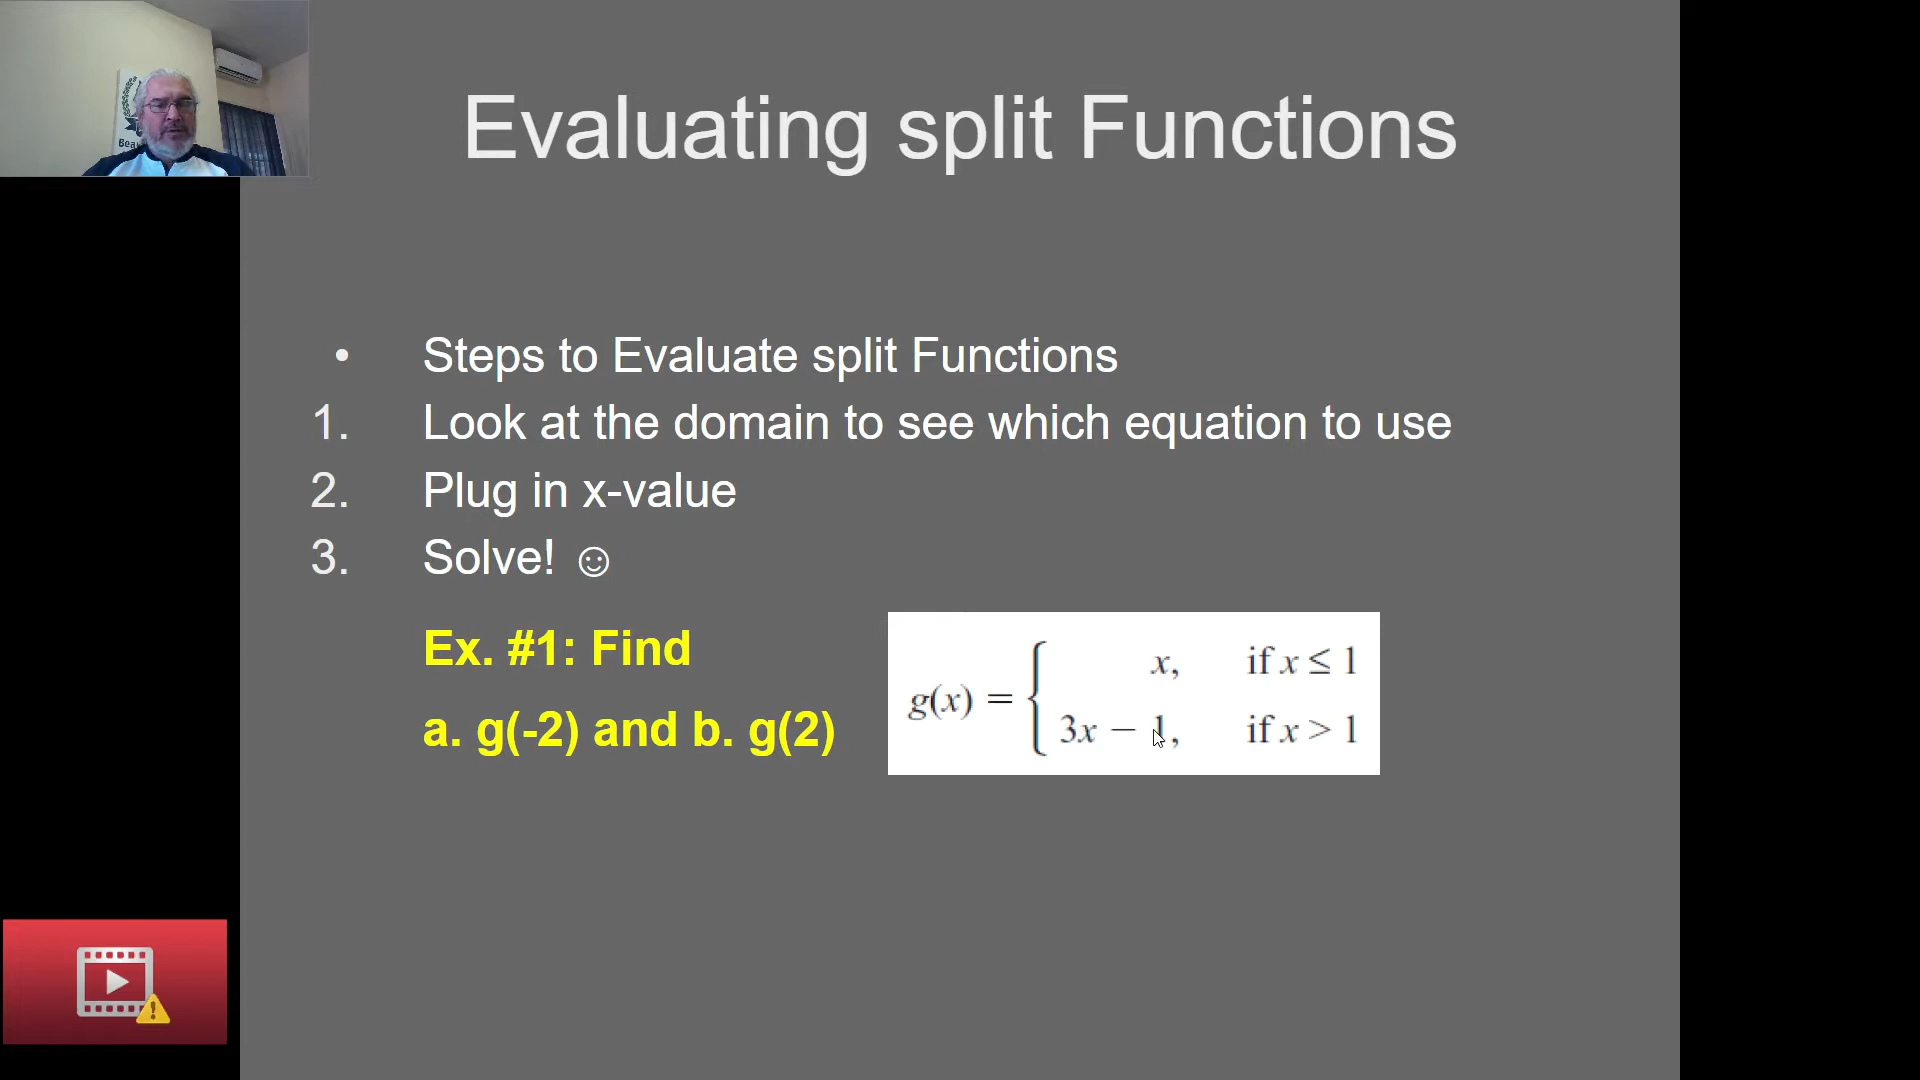 Evaluating split Functions
• Steps to Evaluate split Functions
1. Look at the domain to see which equation to use
2. Plug in x-value
3. Solve! ☺
Ex. #1: Find
a. g(-2) and b. g(2)
g(x) = { x, if x ≤ 1
3x − 1, if x > 1